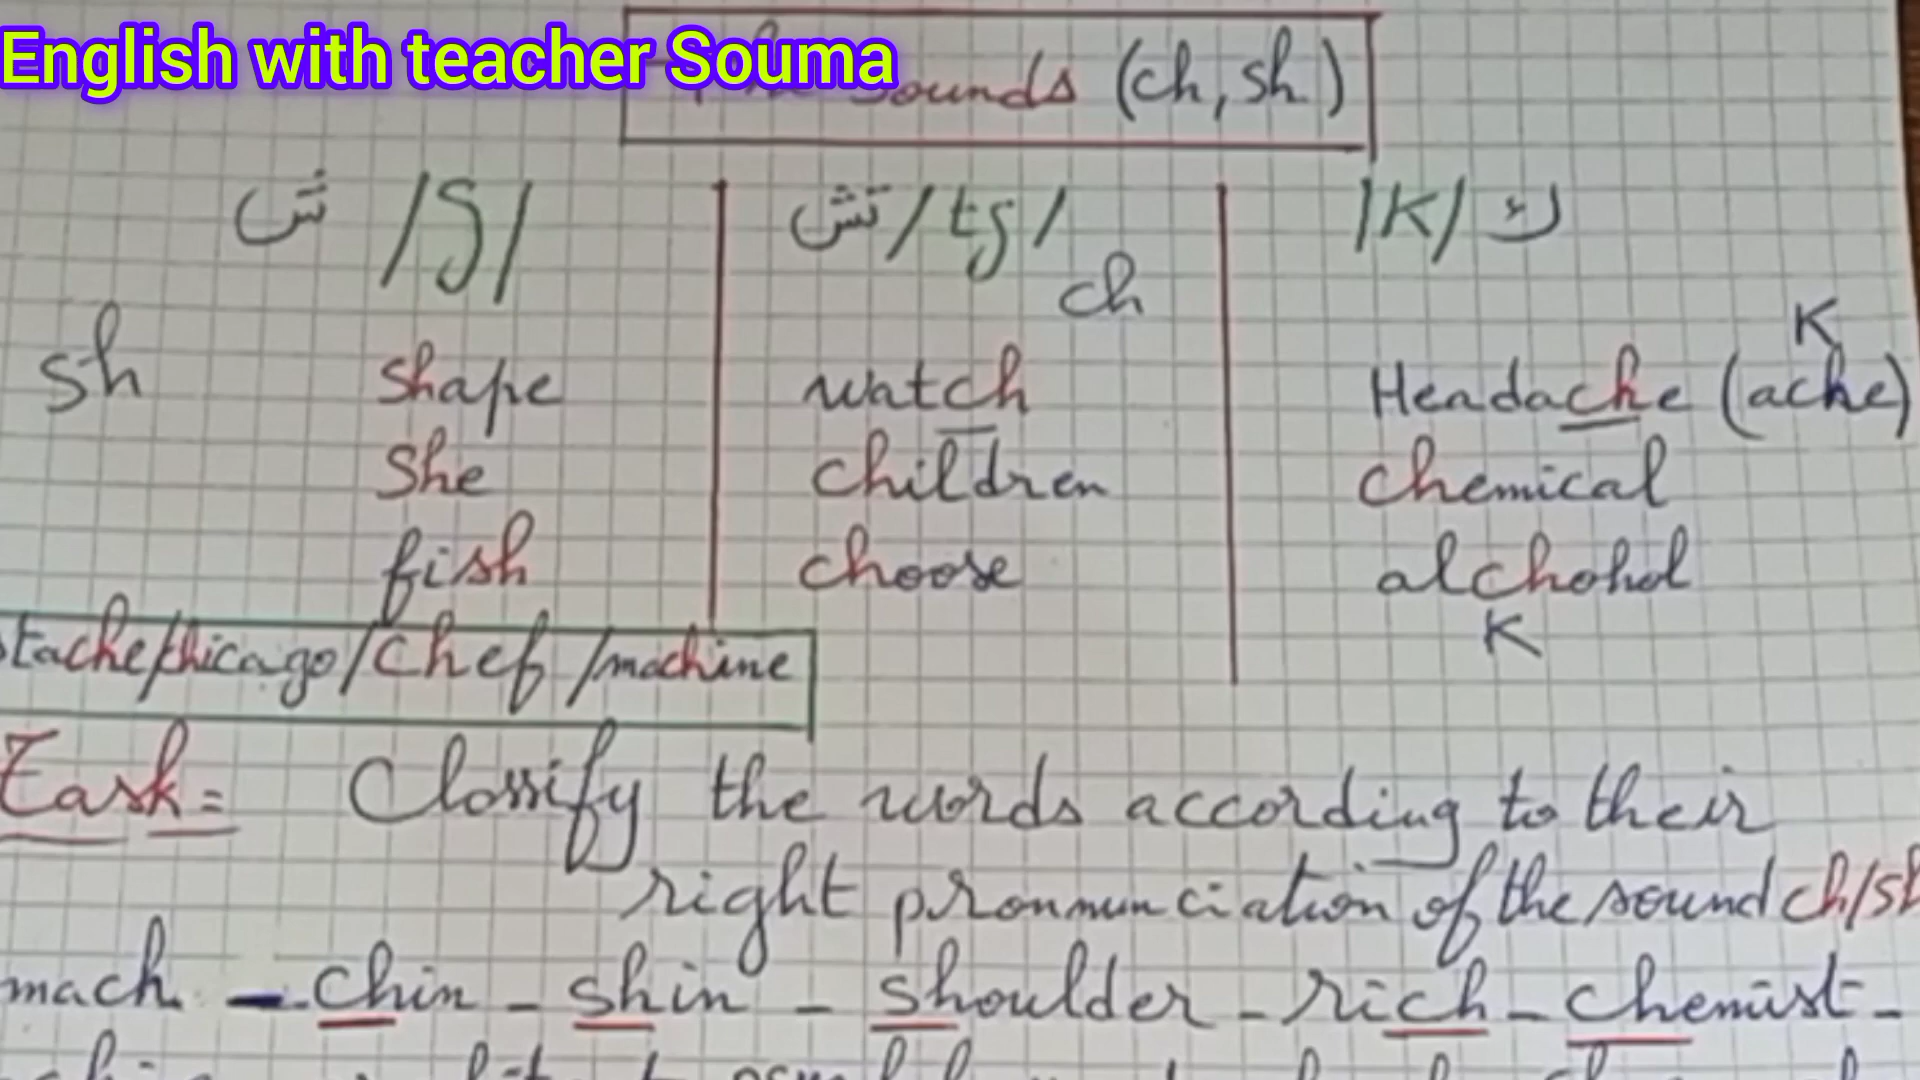 English with teacher Souma
sounds (ch, sh)
ش /ʃ/ تش /tʃ/ /K/ ك
ch
K
sh shape watch Headache (ache)
She children chemical
fish choose alchohol
K
tache/chicago/chef/machine
Task: Classify the words according to their
right pronnunciation of the sound ch/sh
mach - chin - shin - shoulder - rich - chemist -